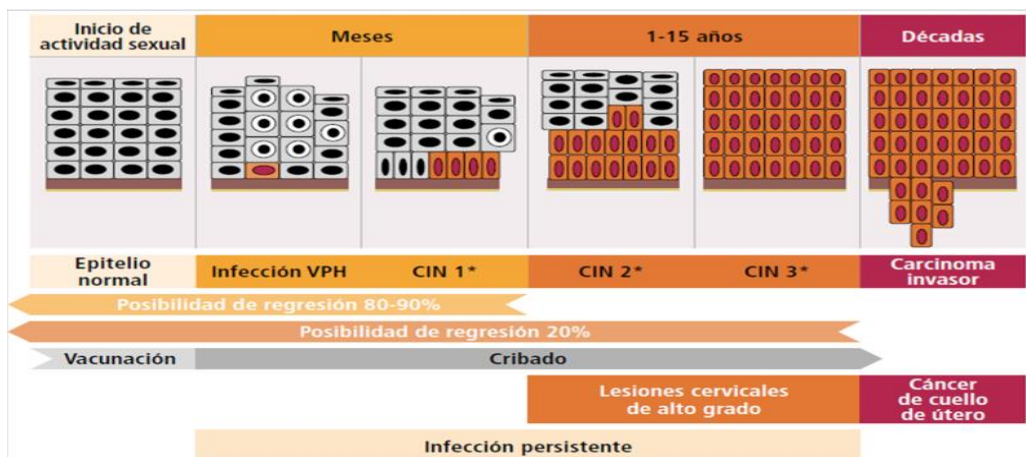 Inicio de
actividad sexual
Meses
1-15 años
Décadas
Epitelio
normal
Infección VPH
CIN 1*
CIN 2*
CIN 3*
Carcinoma
invasor
Posibilidad de regresión 80-90%
Posibilidad de regresión 20%
Vacunación
Cribado
Lesiones cervicales
de alto grado
Cáncer
de cuello
de útero
Infección persistente